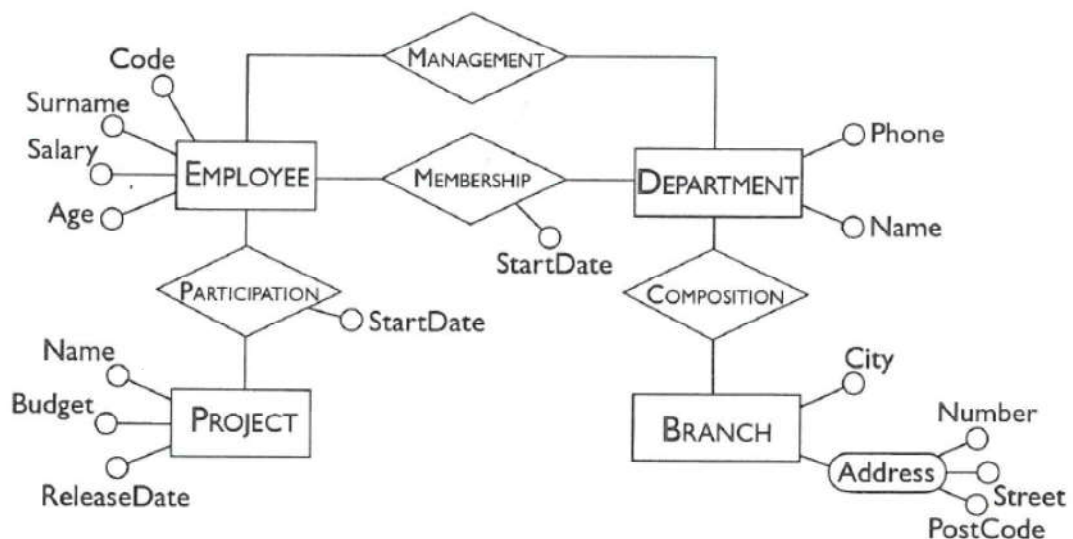 MANAGEMENT
Code
Surname
Salary
Age
EMPLOYEE
MEMBERSHIP
StartDate
DEPARTMENT
Phone
Name
PARTICIPATION
StartDate
COMPOSITION
Name
Budget
ReleaseDate
PROJECT
BRANCH
City
Address
Number
Street
PostCode